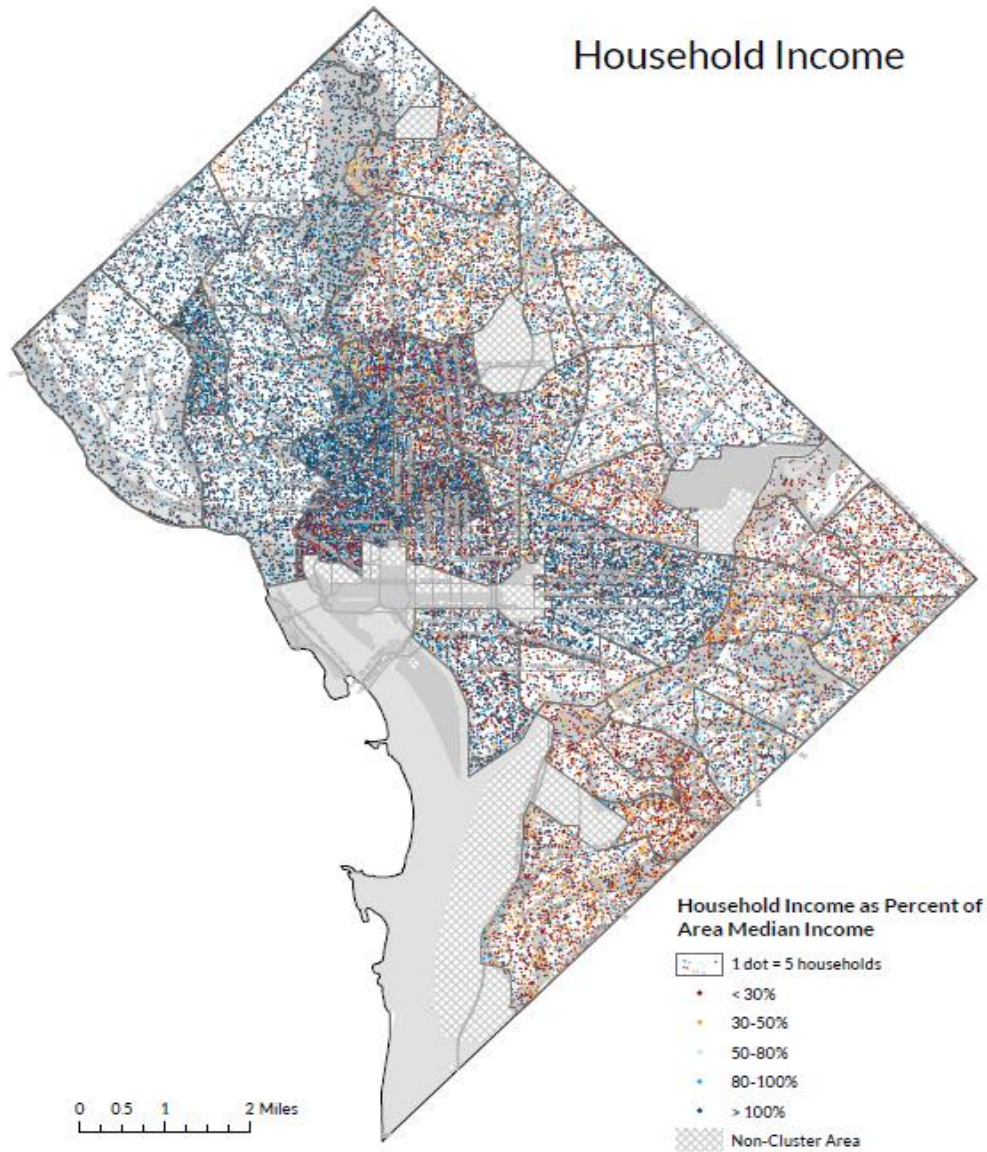 Household Income
Household Income as Percent of
Area Median Income
1 dot = 5 households
< 30%
30-50%
50-80%
80-100%
> 100%
Non-Cluster Area
0 0.5 1 2 Miles